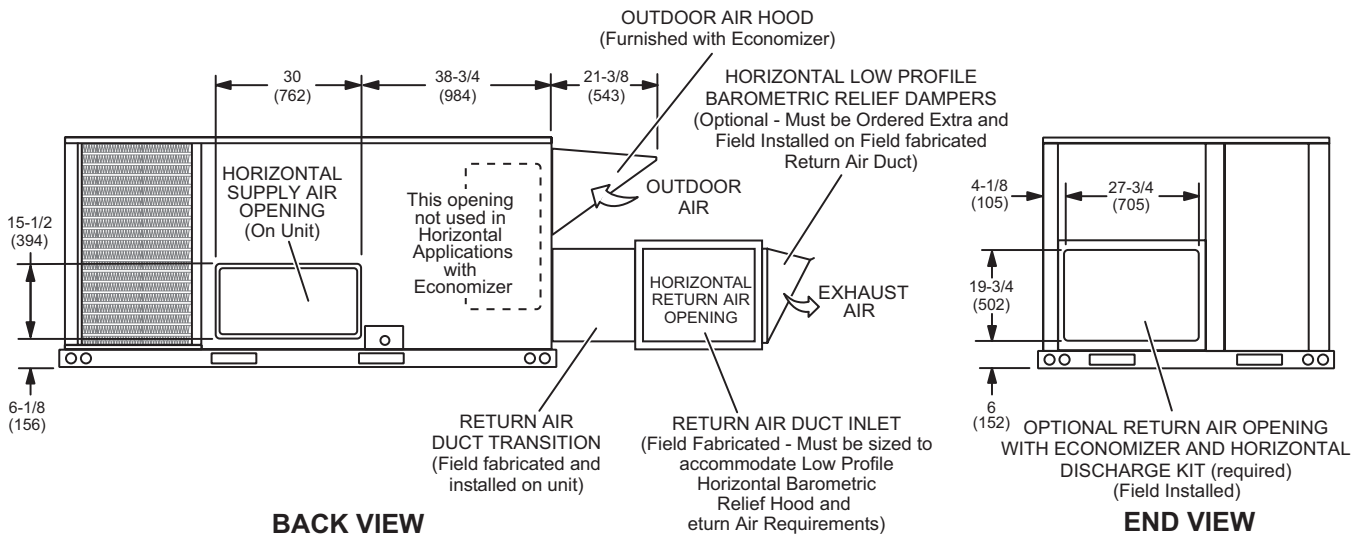 OUTDOOR AIR HOOD
(Furnished with Economizer)
30
(762)
38-3/4
(984)
21-3/8
(543)
HORIZONTAL LOW PROFILE
BAROMETRIC RELIEF DAMPERS
(Optional - Must be Ordered Extra and
Field Installed on Field fabricated
Return Air Duct)
HORIZONTAL
SUPPLY AIR
OPENING
(On Unit)
This opening
not used in
Horizontal
Applications
with
Economizer
OUTDOOR
AIR
15-1/2
(394)
HORIZONTAL
RETURN AIR
OPENING
EXHAUST
AIR
6-1/8
(156)
RETURN AIR
DUCT TRANSITION
(Field fabricated and
installed on unit)
RETURN AIR DUCT INLET
(Field Fabricated - Must be sized to
accommodate Low Profile
Horizontal Barometric
Relief Hood and
eturn Air Requirements)
BACK VIEW
4-1/8
(105)
27-3/4
(705)
19-3/4
(502)
6
(152)
OPTIONAL RETURN AIR OPENING
WITH ECONOMIZER AND HORIZONTAL
DISCHARGE KIT (required)
(Field Installed)
END VIEW